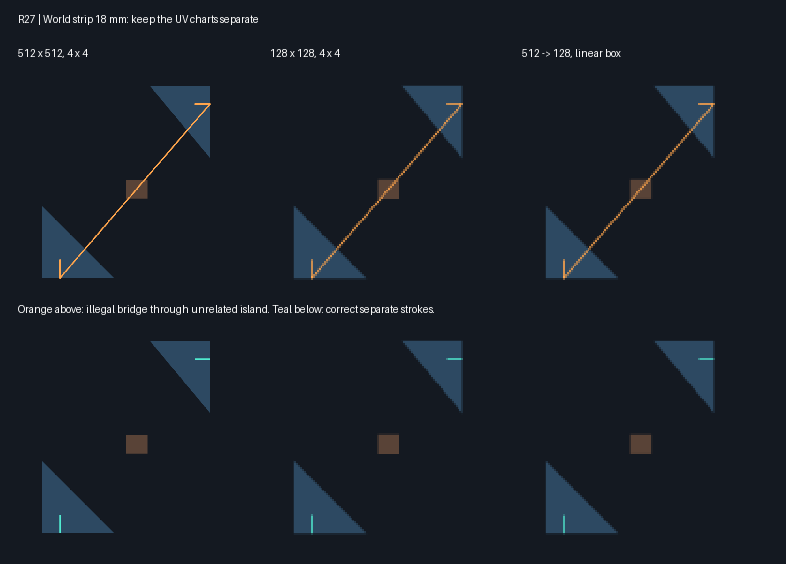 R27 | World strip 18 mm: keep the UV charts separate
512 x 512, 4 x 4
128 x 128, 4 x 4
512 -> 128, linear box
Orange above: illegal bridge through unrelated island. Teal below: correct separate strokes.